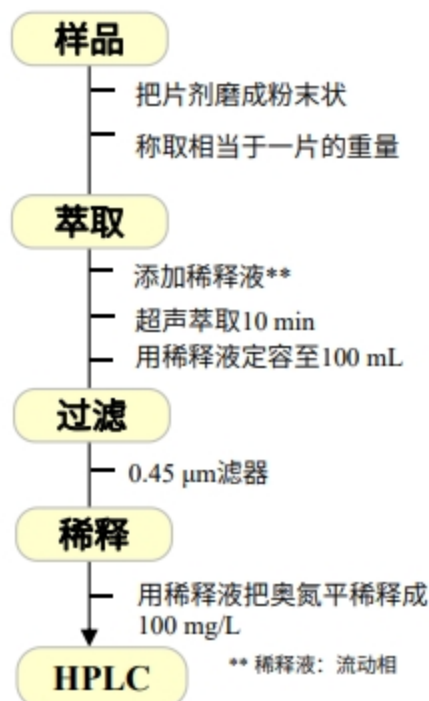 样品
把片剂磨成粉末状
称取相当于一片的重量
萃取
添加稀释液**
超声萃取10 min
用稀释液定容至100 mL
过滤
0.45 μm滤器
稀释
用稀释液把奥氮平稀释成
100 mg/L
** 稀释液：流动相
HPLC